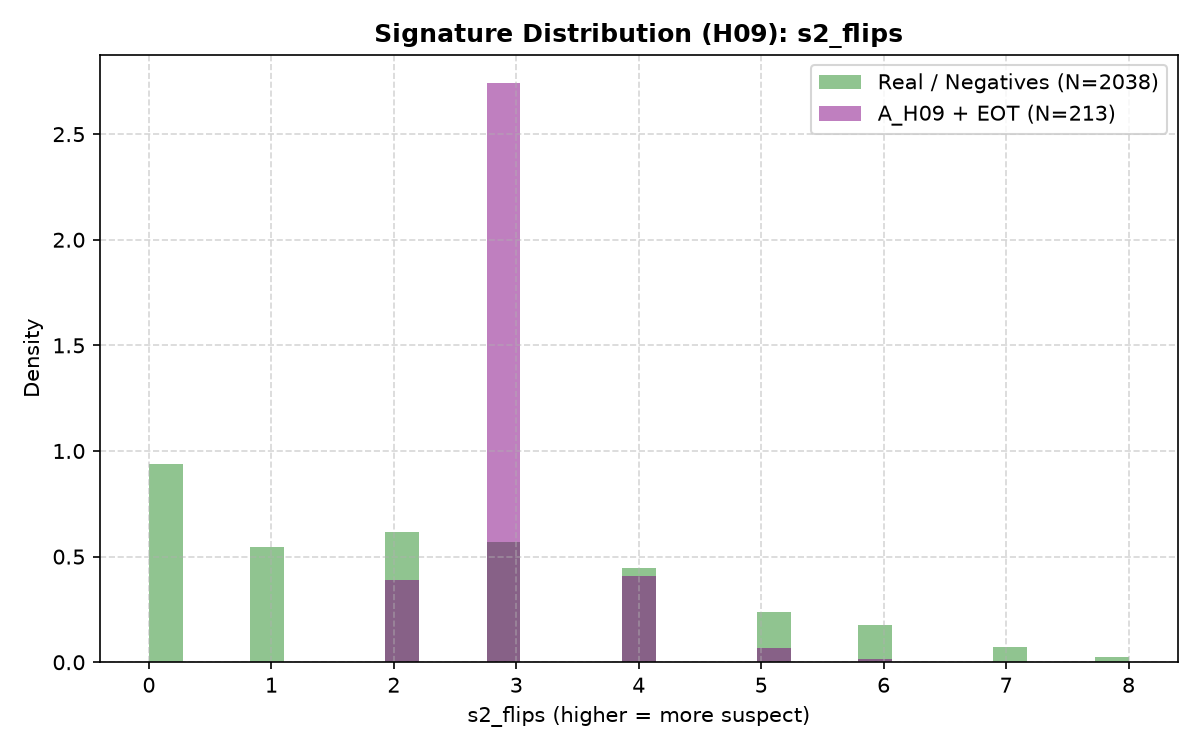 Signature Distribution (H09): s2_flips
Real / Negatives (N=2038)
A_H09 + EOT (N=213)
Density
2.5
2.0
1.5
1.0
0.5
0.0
0 1 2 3 4 5 6 7 8
s2_flips (higher = more suspect)